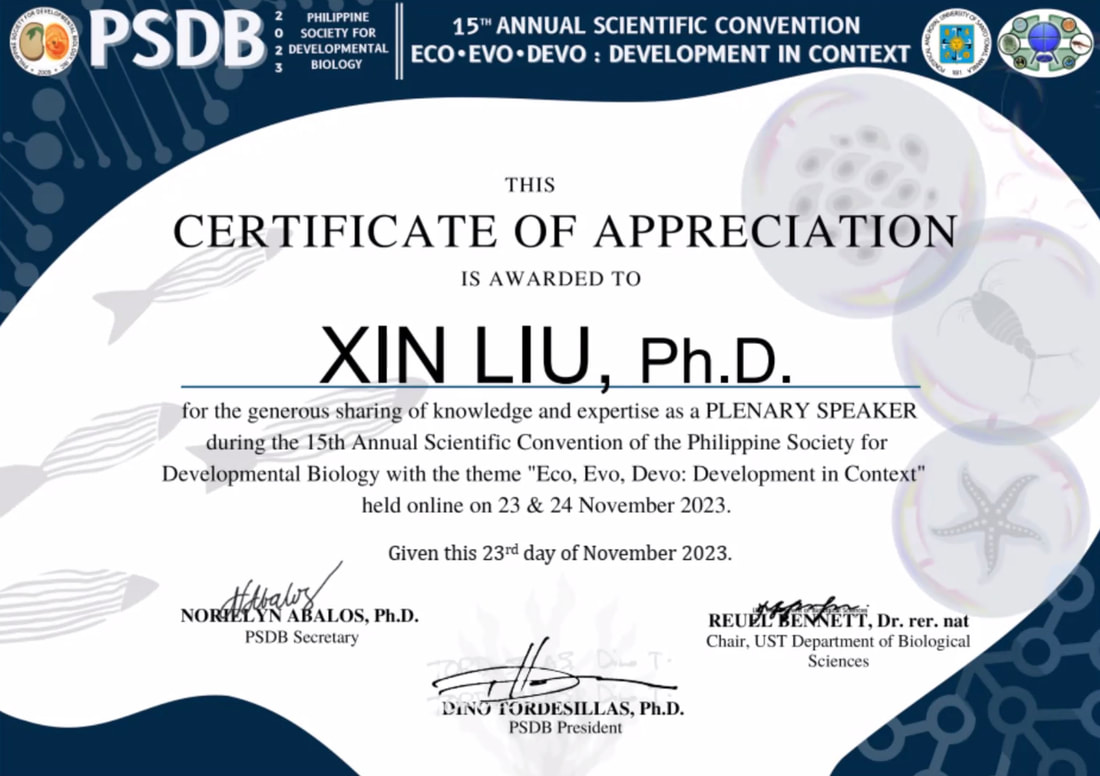 PSDB
2023
PHILIPPINE
SOCIETY FOR
DEVELOPMENTAL
BIOLOGY
15TH ANNUAL SCIENTIFIC CONVENTION
ECO•EVO•DEVO : DEVELOPMENT IN CONTEXT
THIS
CERTIFICATE OF APPRECIATION
IS AWARDED TO
XIN LIU, Ph.D.
for the generous sharing of knowledge and expertise as a PLENARY SPEAKER
during the 15th Annual Scientific Convention of the Philippine Society for
Developmental Biology with the theme "Eco, Evo, Devo: Development in Context"
held online on 23 & 24 November 2023.
Given this 23rd day of November 2023.
NORIELYN ABALOS, Ph.D.
PSDB Secretary
REUEL BENNETT, Dr. rer. nat
Chair, UST Department of Biological
Sciences
DINO TORDESILLAS, Ph.D.
PSDB President